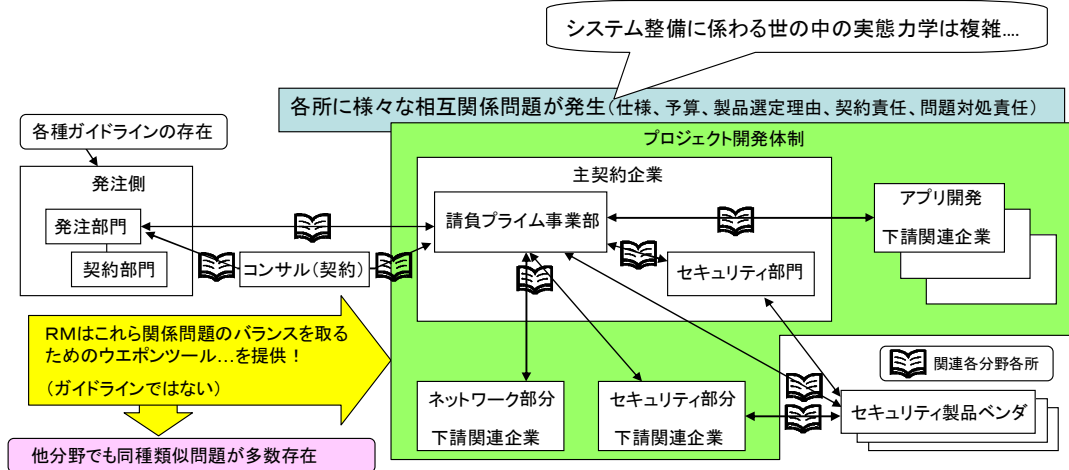 システム整備に係わる世の中の実態力学は複雑....
各所に様々な相互関係問題が発生(仕様、予算、製品選定理由、契約責任、問題対処責任)
各種ガイドラインの存在
プロジェクト開発体制
発注側
主契約企業
発注部門
請負プライム事業部
アプリ開発
下請関連企業
契約部門
コンサル(契約)
セキュリティ部門
RMはこれら関係問題のバランスを取る
ためのウエポンツール...を提供！
(ガイドラインではない)
関連各分野各所
ネットワーク部分
下請関連企業
セキュリティ部分
下請関連企業
セキュリティ製品ベンダ
他分野でも同種類似問題が多数存在